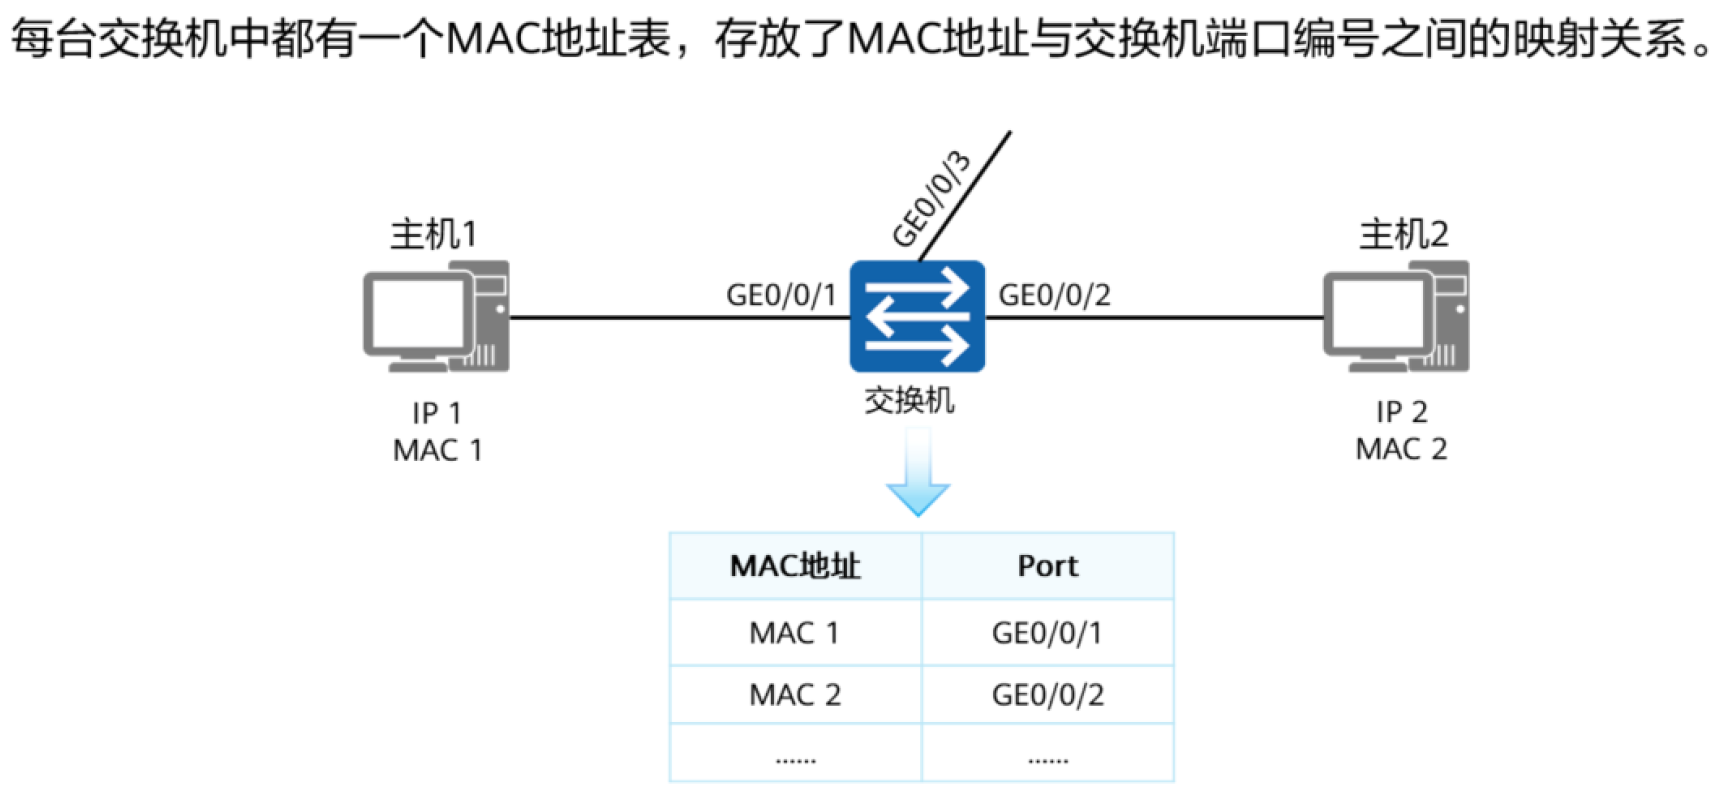 每台交换机中都有一个MAC地址表，存放了MAC地址与交换机端口编号之间的映射关系。
GE0/0/3
主机1
主机2
GE0/0/1
GE0/0/2
交换机
IP 1
MAC 1
IP 2
MAC 2
MAC地址 Port
MAC 1 GE0/0/1
MAC 2 GE0/0/2
...... ......